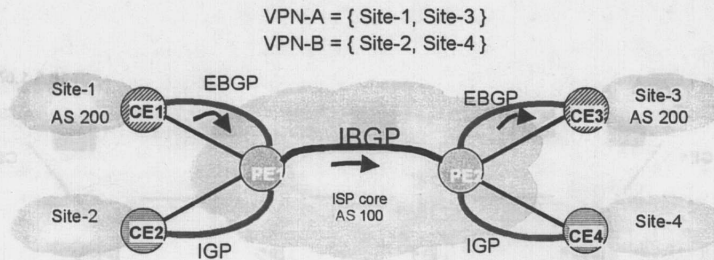 VPN-A = { Site-1, Site-3 }
VPN-B = { Site-2, Site-4 }
Site-1
AS 200
CE1
EBGP
IBGP
EBGP
CE3
Site-3
AS 200
PE1
PE2
ISP core
AS 100
Site-2
CE2
IGP
IGP
CE4
Site-4